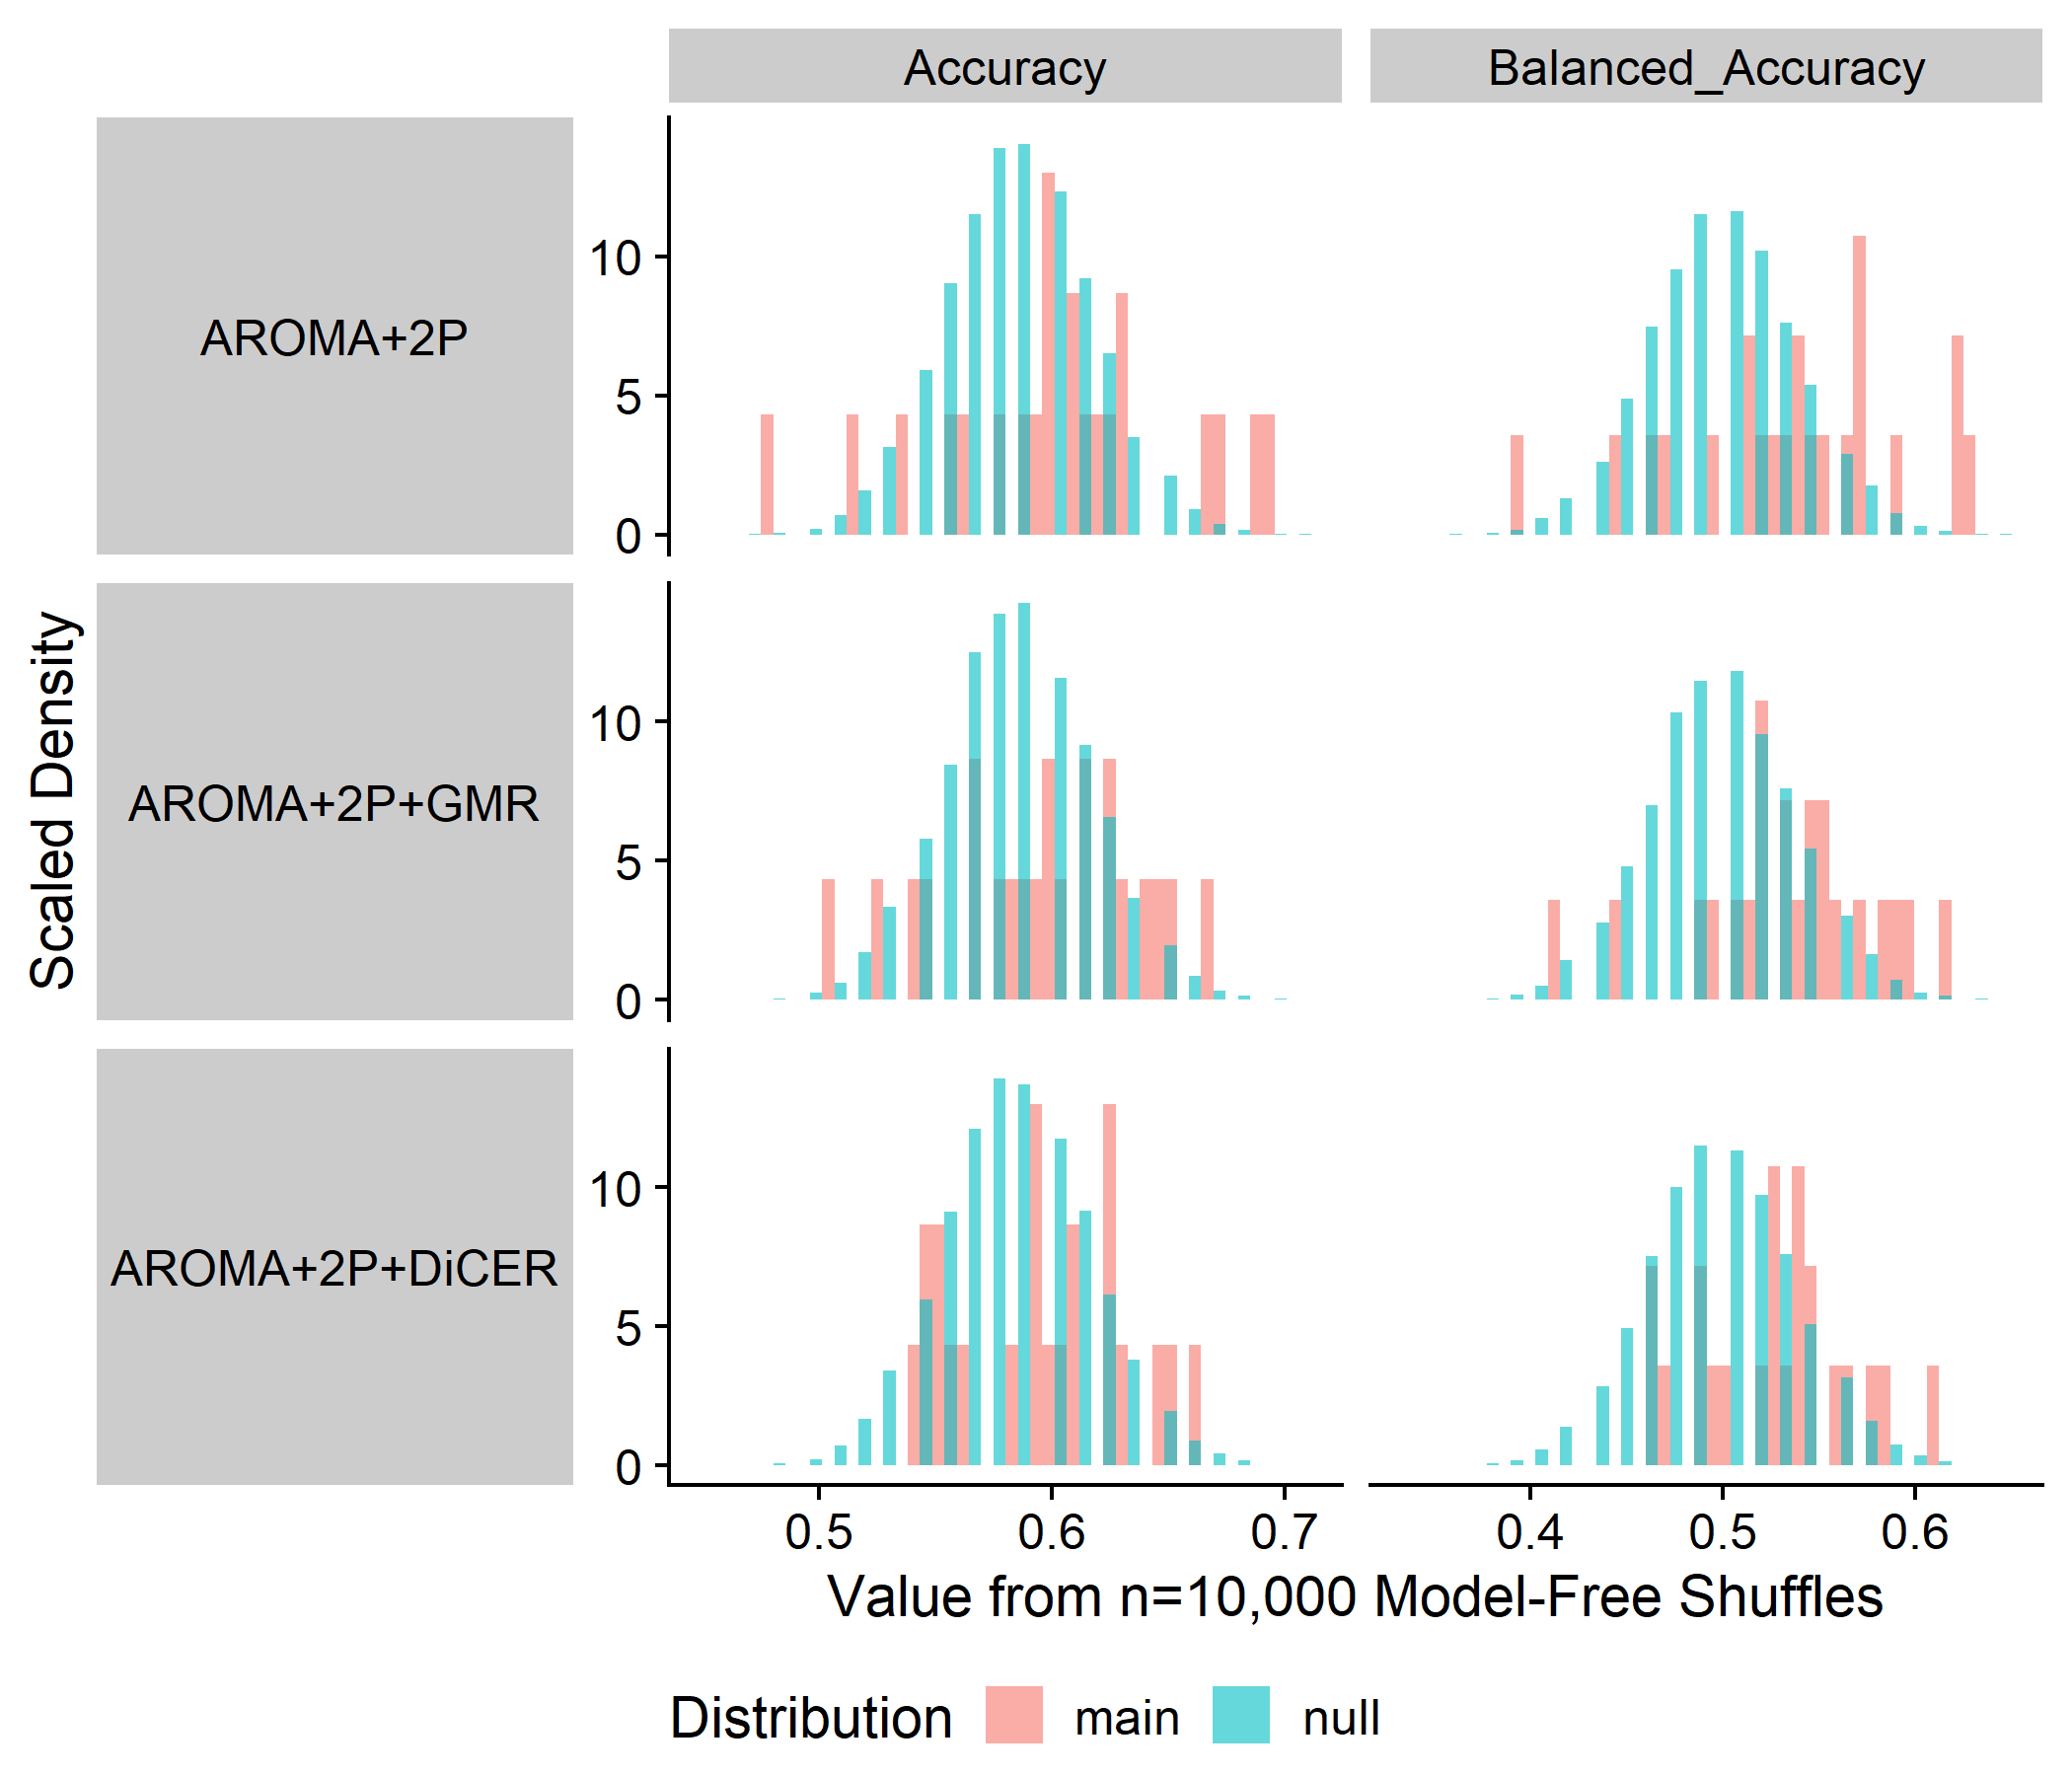 Accuracy
Balanced_Accuracy
Scaled Density
AROMA+2P
10
5
0
AROMA+2P+GMR
10
5
0
AROMA+2P+DiCER
10
5
0
0.5 0.6 0.7
0.4 0.5 0.6
Value from n=10,000 Model-Free Shuffles
Distribution main null